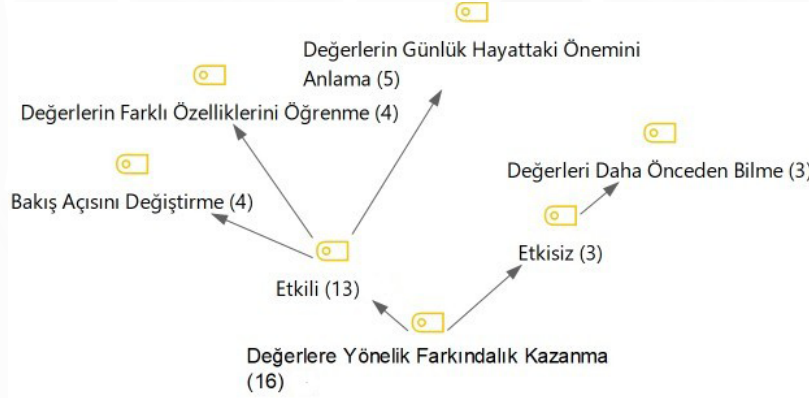 Değerlerin Günlük Hayattaki Önemini
Anlama (5)
Değerlerin Farklı Özelliklerini Öğrenme (4)
Değerleri Daha Önceden Bilme (3)
Bakış Açısını Değiştirme (4)
Etkisiz (3)
Etkili (13)
Değerlere Yönelik Farkındalık Kazanma
(16)